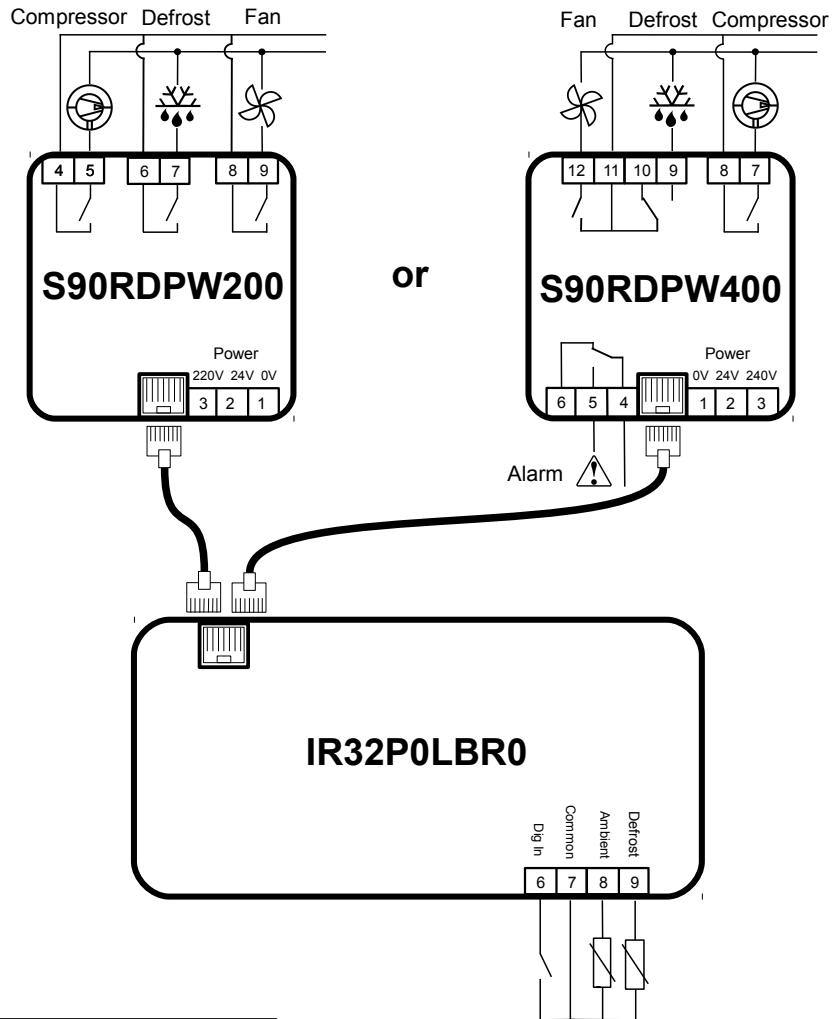 Compressor Defrost Fan
Fan Defrost Compressor
4 5 6 7 8 9
12 11 10 9 8 7
S90RDPW200
or
S90RDPW400
Power
220V 24V 0V
3 2 1
Power
0V 24V 240V
6 5 4
1 2 3
Alarm
IR32P0LBR0
Dig In
Common
Ambient
Defrost
6 7 8 9